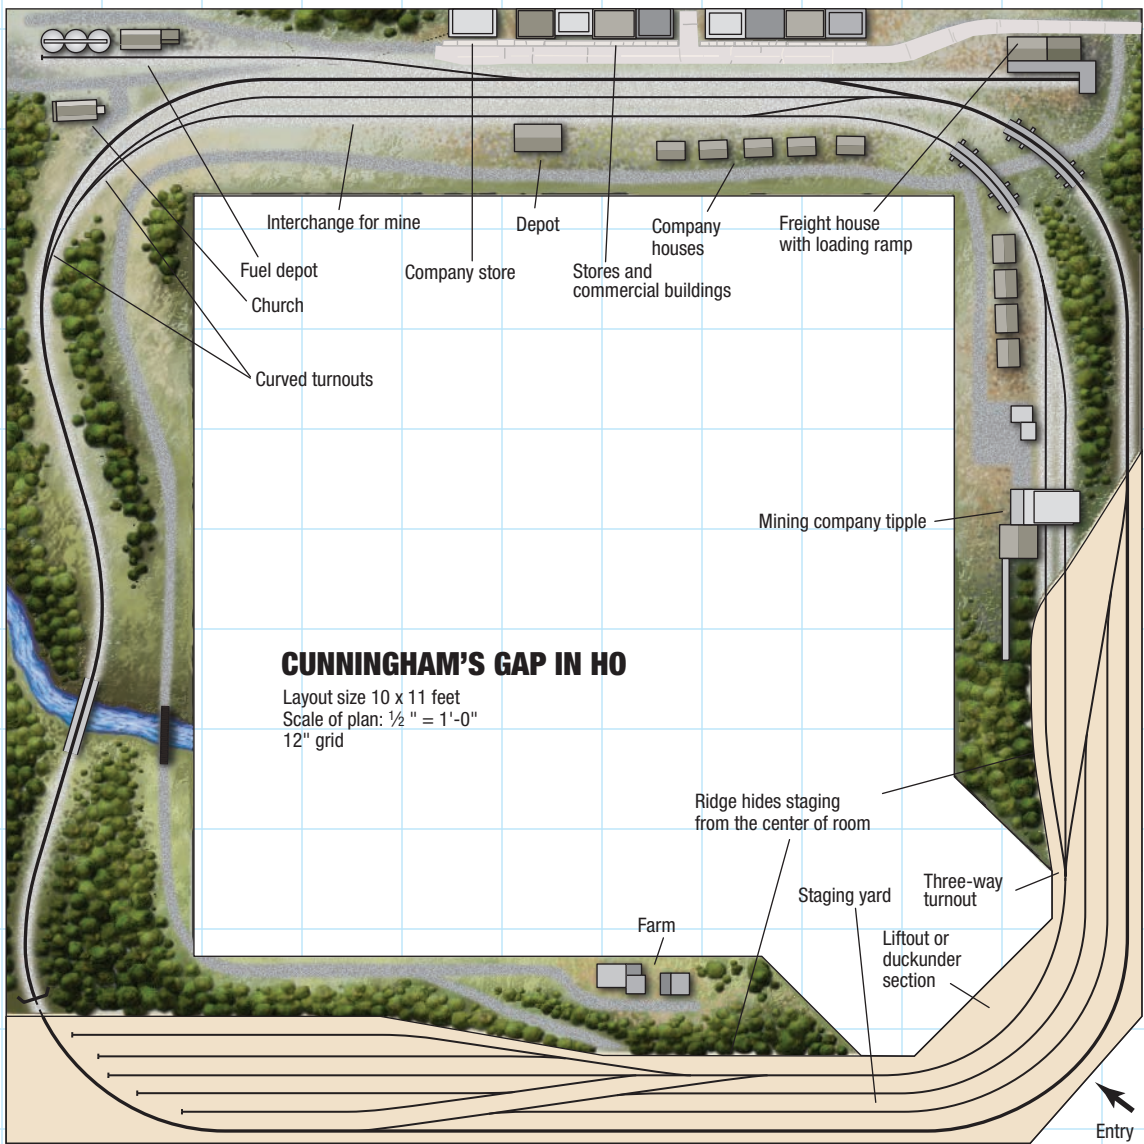 Interchange for mine
Depot
Company
houses
Freight house
with loading ramp
Fuel depot
Company store
Stores and
commercial buildings
Church
Curved turnouts
Mining company tipple
CUNNINGHAM'S GAP IN HO
Layout size 10 x 11 feet
Scale of plan: ½ " = 1'-0"
12" grid
Ridge hides staging
from the center of room
Three-way
turnout
Staging yard
Farm
Liftout or
duckunder
section
Entry